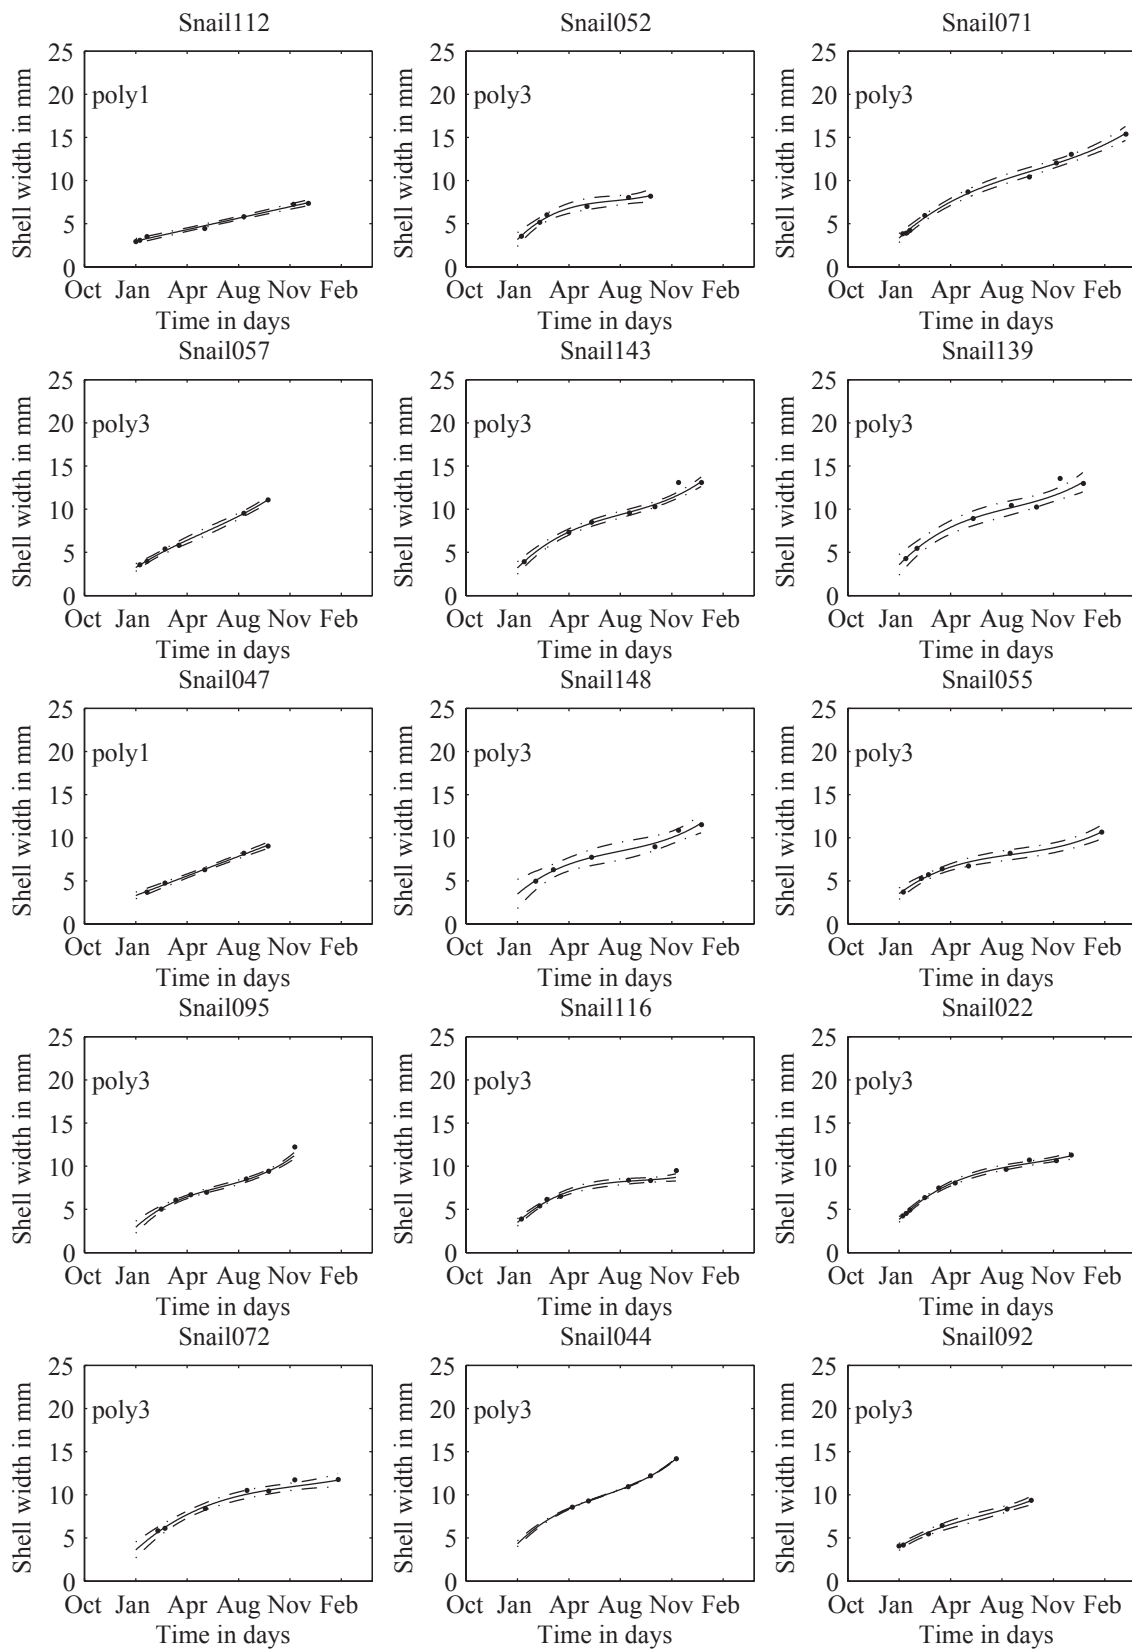 Snail112 Snail052 Snail071
25 25 25
20 20 20
15 15 15
10 10 10
5 5 5
0 0 0
poly1 poly3 poly3
Shell width in mm Shell width in mm Shell width in mm
Oct Jan Apr Aug Nov Feb Oct Jan Apr Aug Nov Feb Oct Jan Apr Aug Nov Feb
Time in days Time in days Time in days
Snail057 Snail143 Snail139
25 25 25
20 20 20
15 15 15
10 10 10
5 5 5
0 0 0
poly3 poly3 poly3
Shell width in mm Shell width in mm Shell width in mm
Oct Jan Apr Aug Nov Feb Oct Jan Apr Aug Nov Feb Oct Jan Apr Aug Nov Feb
Time in days Time in days Time in days
Snail047 Snail148 Snail055
25 25 25
20 20 20
15 15 15
10 10 10
5 5 5
0 0 0
poly1 poly3 poly3
Shell width in mm Shell width in mm Shell width in mm
Oct Jan Apr Aug Nov Feb Oct Jan Apr Aug Nov Feb Oct Jan Apr Aug Nov Feb
Time in days Time in days Time in days
Snail095 Snail116 Snail022
25 25 25
20 20 20
15 15 15
10 10 10
5 5 5
0 0 0
poly3 poly3 poly3
Shell width in mm Shell width in mm Shell width in mm
Oct Jan Apr Aug Nov Feb Oct Jan Apr Aug Nov Feb Oct Jan Apr Aug Nov Feb
Time in days Time in days Time in days
Snail072 Snail044 Snail092
25 25 25
20 20 20
15 15 15
10 10 10
5 5 5
0 0 0
poly3 poly3 poly3
Shell width in mm Shell width in mm Shell width in mm
Oct Jan Apr Aug Nov Feb Oct Jan Apr Aug Nov Feb Oct Jan Apr Aug Nov Feb
Time in days Time in days Time in days